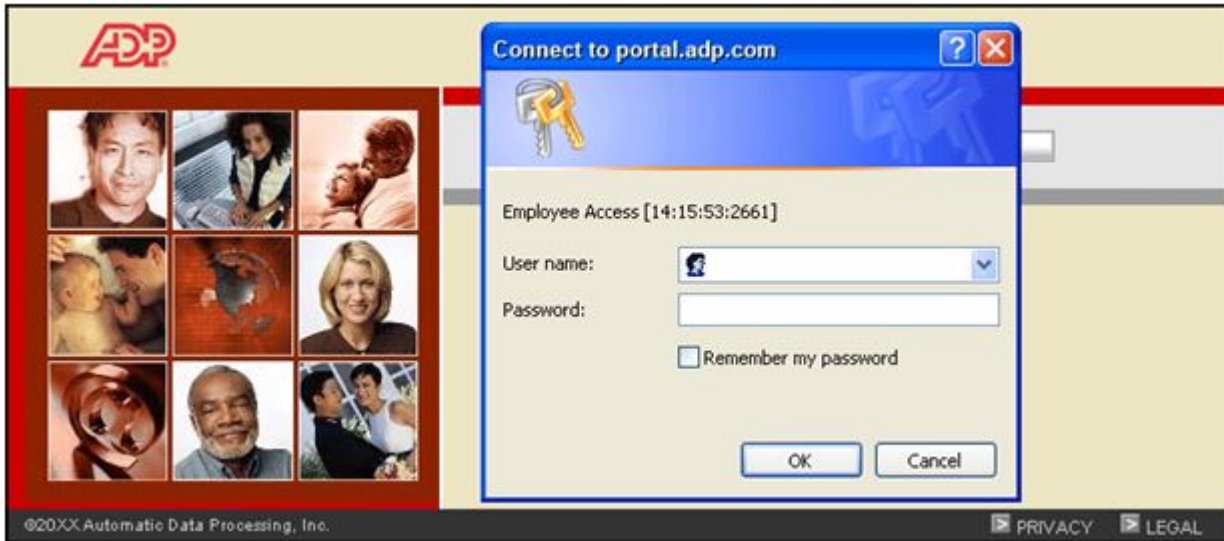 ADP
Connect to portal.adp.com
Employee Access [14:15:53:2661]
User name:
Password:
Remember my password
OK Cancel
©20XX Automatic Data Processing, Inc. PRIVACY LEGAL